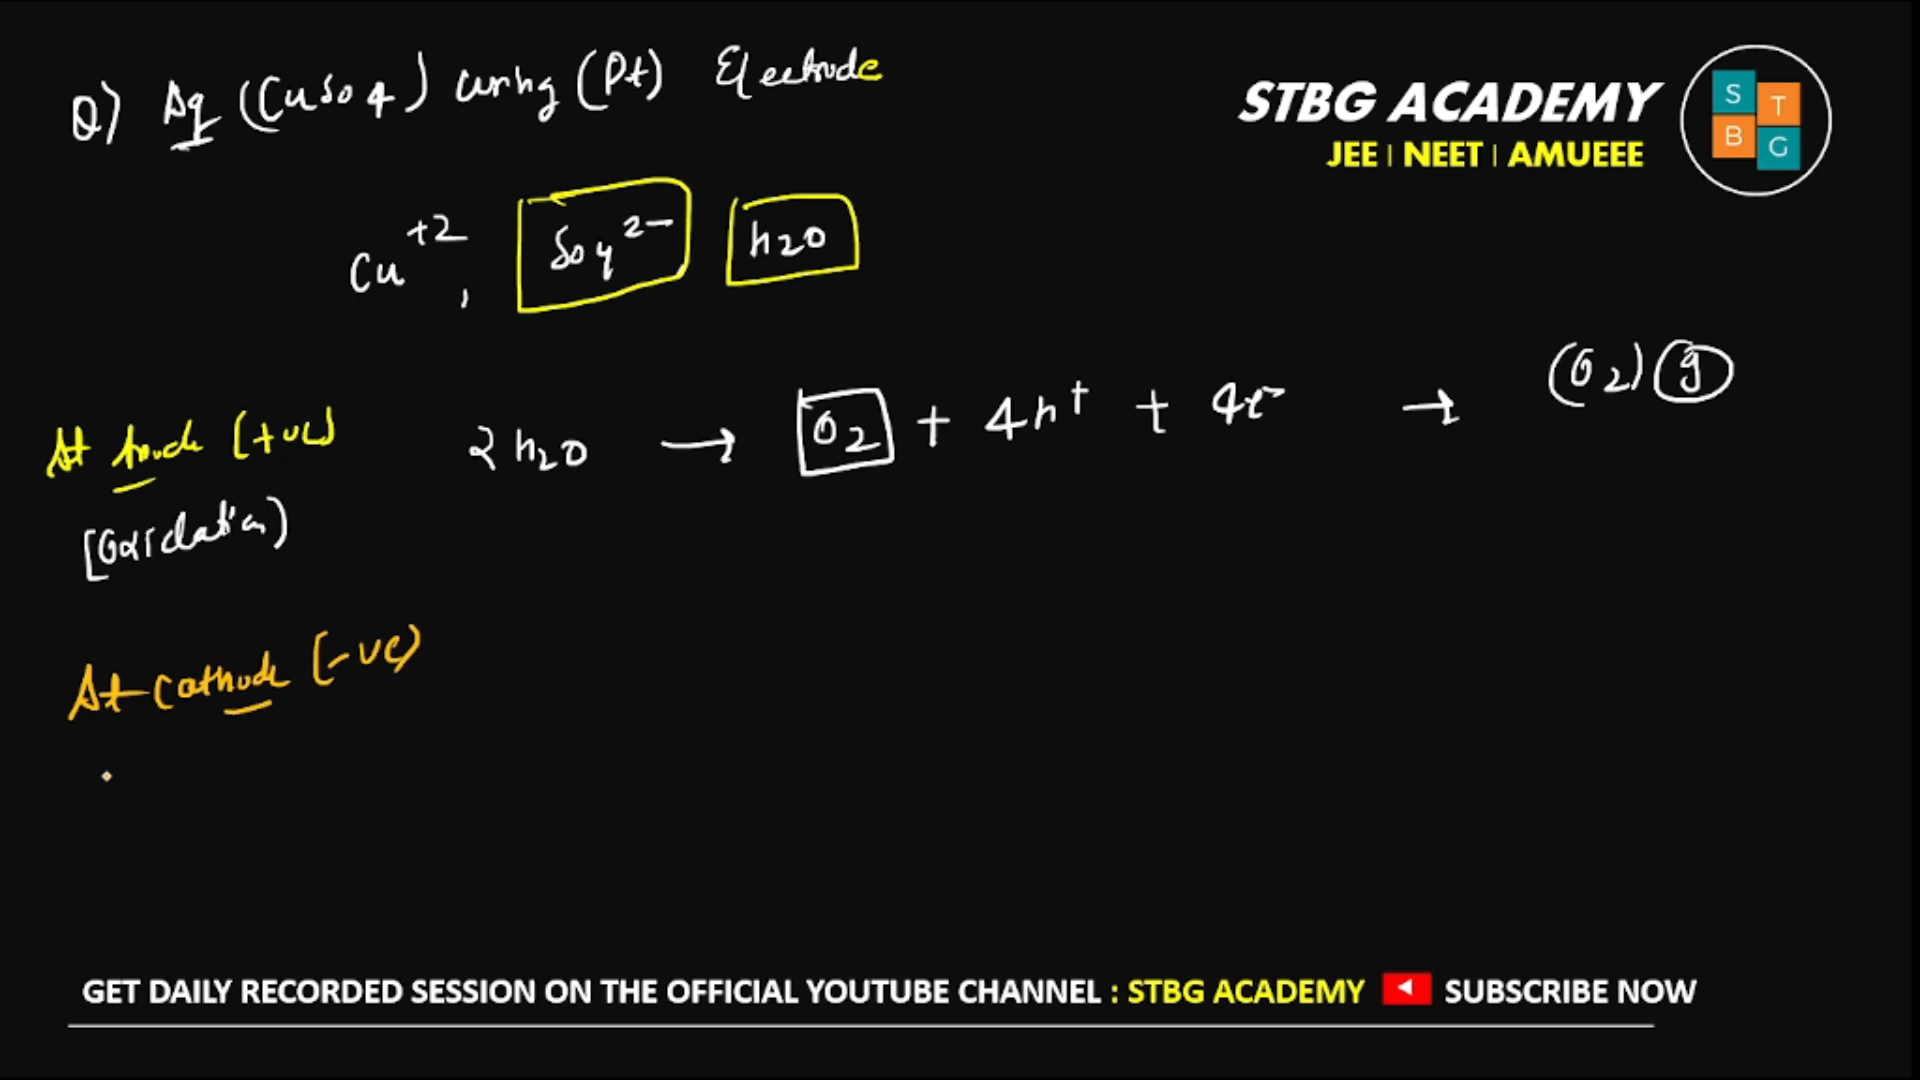 Q) Aq (CuSO4) using (Pt) Electrode
STBG ACADEMY
JEE | NEET | AMUEEE
S T B G
Cu+2, SO4 2- H2O
At Anode (+ve) 2H2O → O2 + 4H+ + 4e- → (O2) g
[Oxidation)
At cathode (-ve)
GET DAILY RECORDED SESSION ON THE OFFICIAL YOUTUBE CHANNEL : STBG ACADEMY SUBSCRIBE NOW